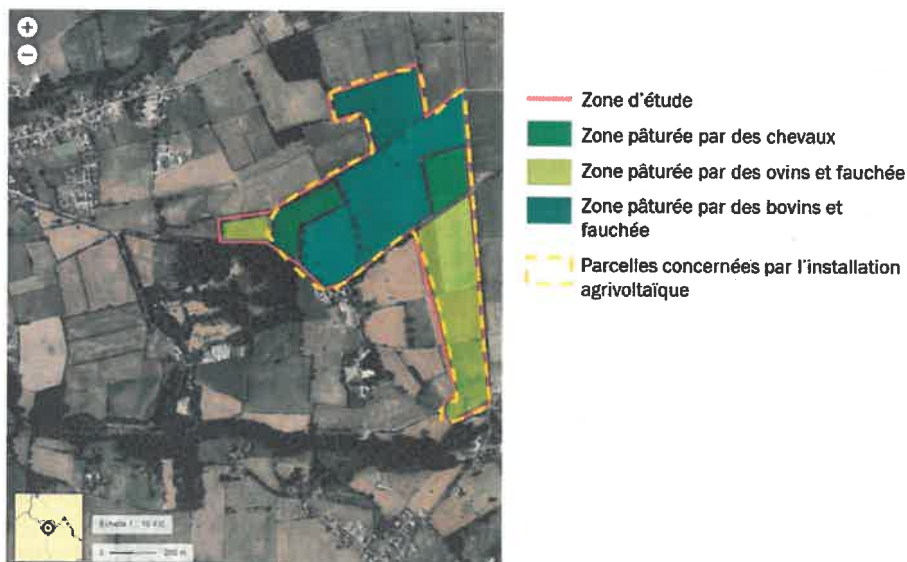 Zone d'étude
Zone pâturée par des chevaux
Zone pâturée par des ovins et fauchée
Zone pâturée par des bovins et
fauchée
Parcelles concernées par l'installation
agrivoltaïque